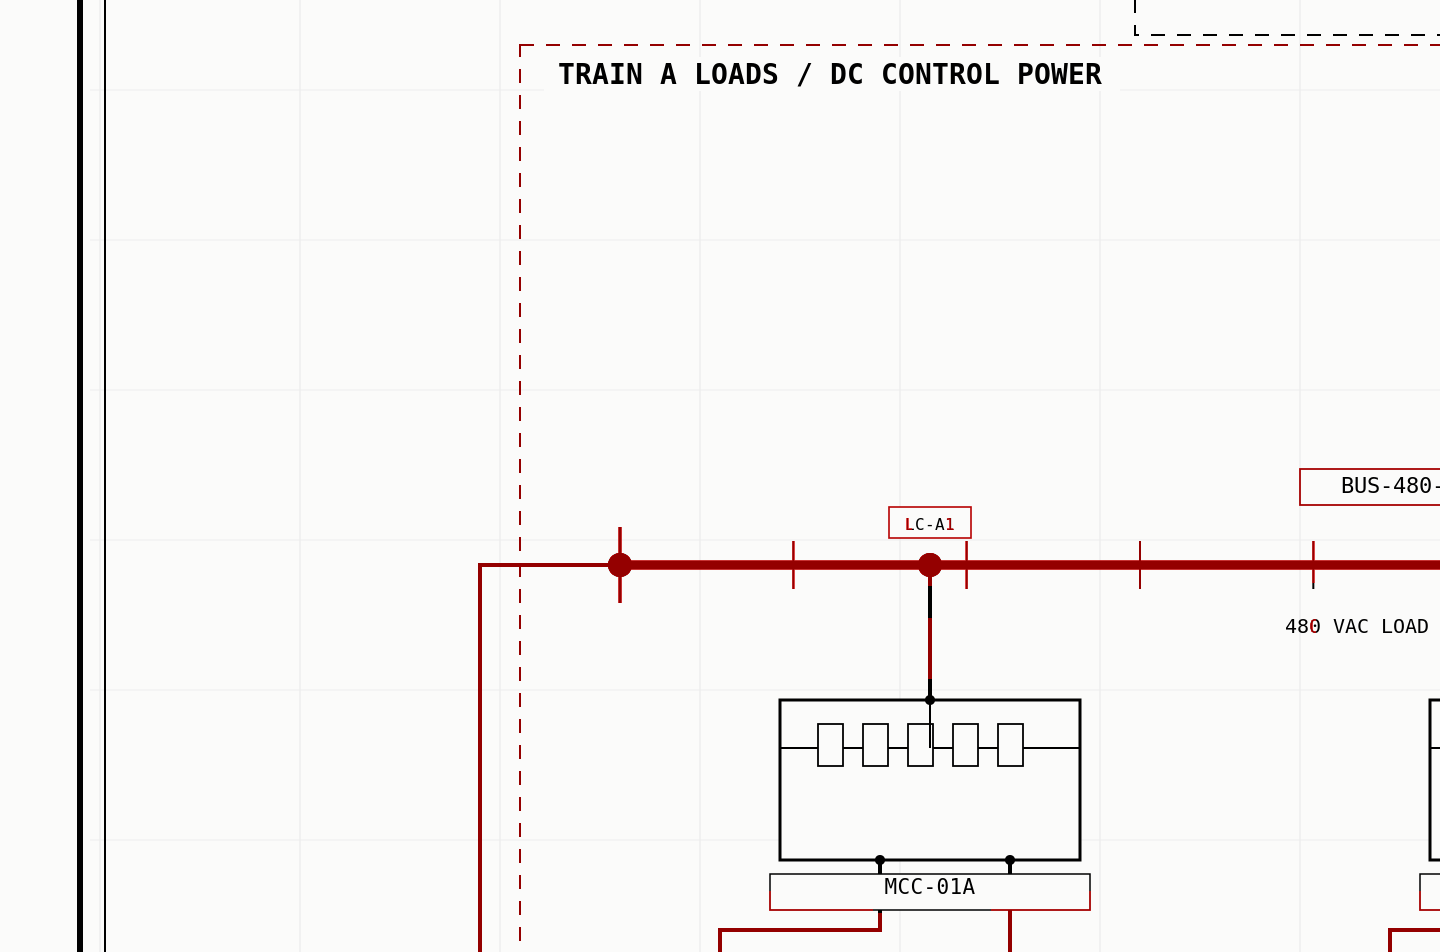 TRAIN A LOADS / DC CONTROL POWER
BUS-480-
LC-A1
480 VAC LOAD
MCC-01A